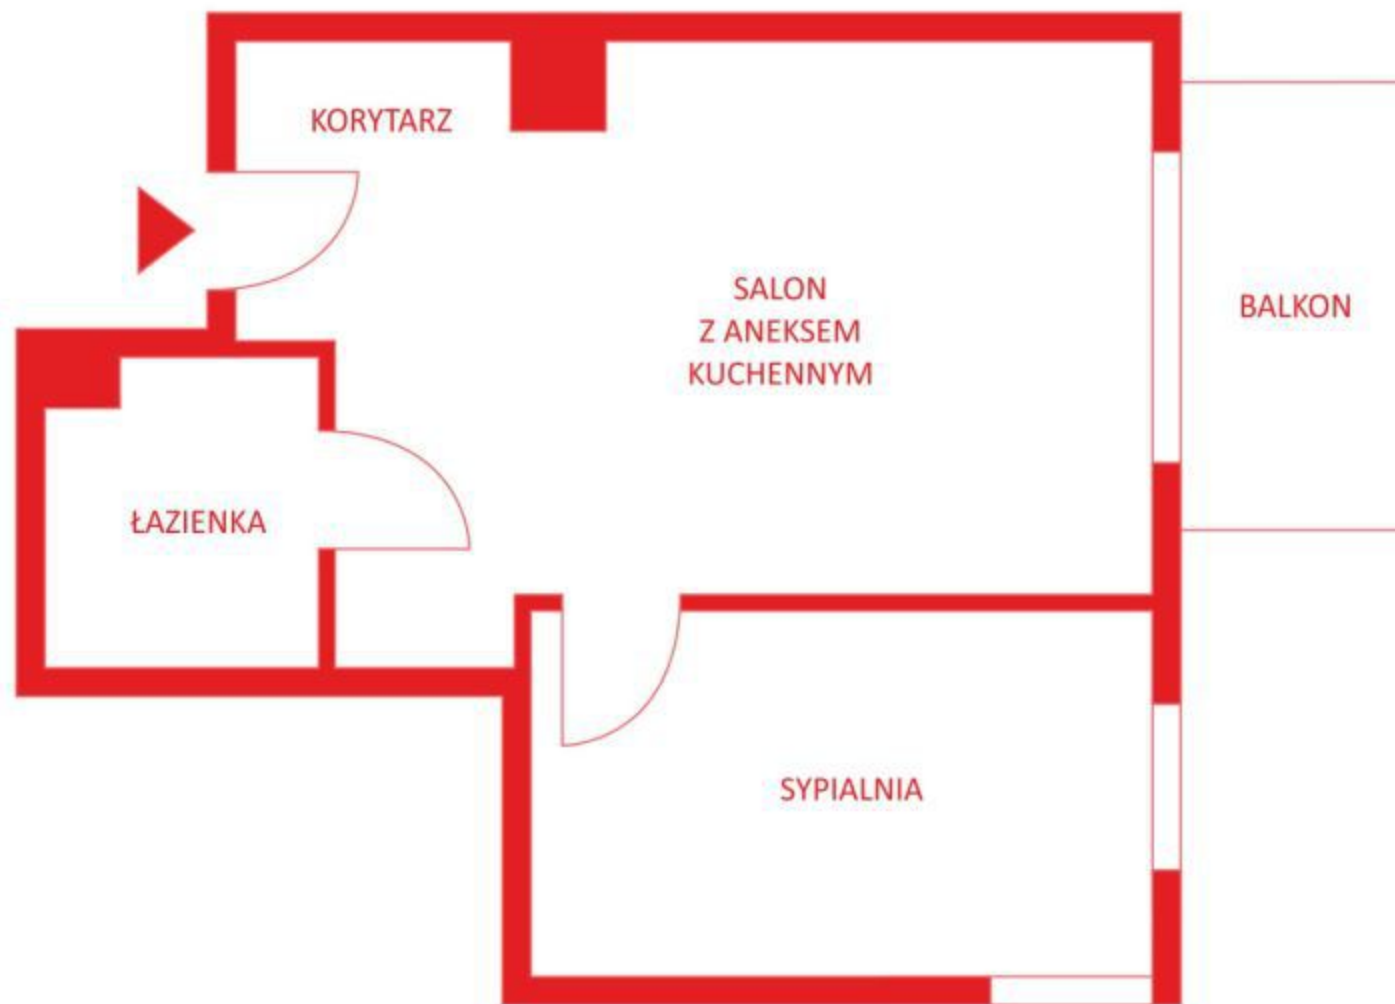 KORYTARZ
SALON
Z ANEKSEM
KUCHENNYM
BALKON
ŁAZIENKA
SYPIALNIA